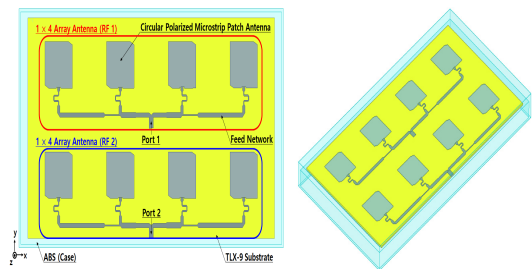 1 × 4 Array Antenna (RF 1)
Circular Polarized Microstrip Patch Antenna
Port 1
Feed Network
1 × 4 Array Antenna (RF 2)
Port 2
y
x
z
ABS (Case)
TLX-9 Substrate